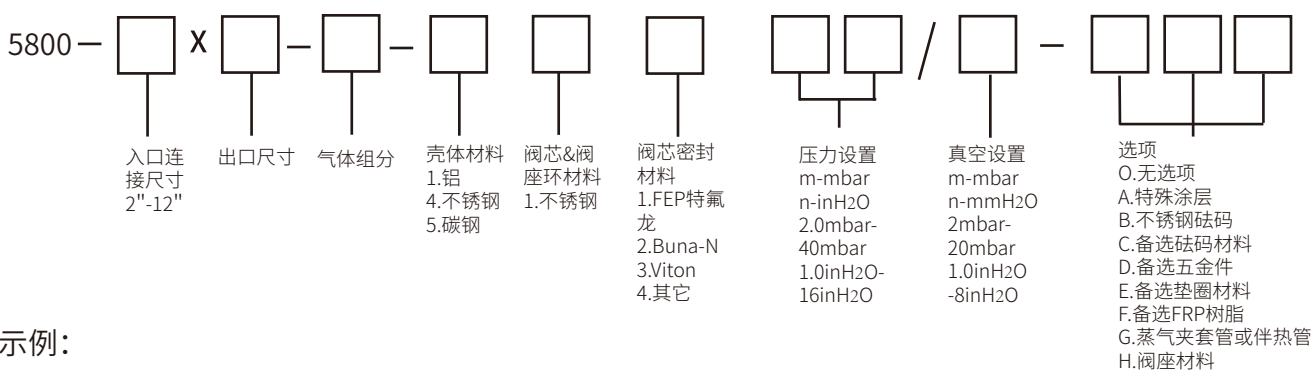 5800－ X － － /  －
入口连
接尺寸
2"-12"
出口尺寸
气体组分
壳体材料
1.铝
4.不锈钢
5.碳钢
阀芯&阀
座环材料
1.不锈钢
阀芯密封
材料
1.FEP特氟
龙
2.Buna-N
3.Viton
4.其它
压力设置
m-mbar
n-inH2O
2.0mbar-
40mbar
1.0inH2O-
16inH2O
真空设置
m-mbar
n-mmH2O
2mbar-
20mbar
1.0inH2O
-8inH2O
选项
O.无选项
A.特殊涂层
B.不锈钢砝码
C.备选砝码材料
D.备选五金件
E.备选垫圈材料
F.备选FRP树脂
G.蒸气夹套管或伴热管
H.阀座材料
示例：